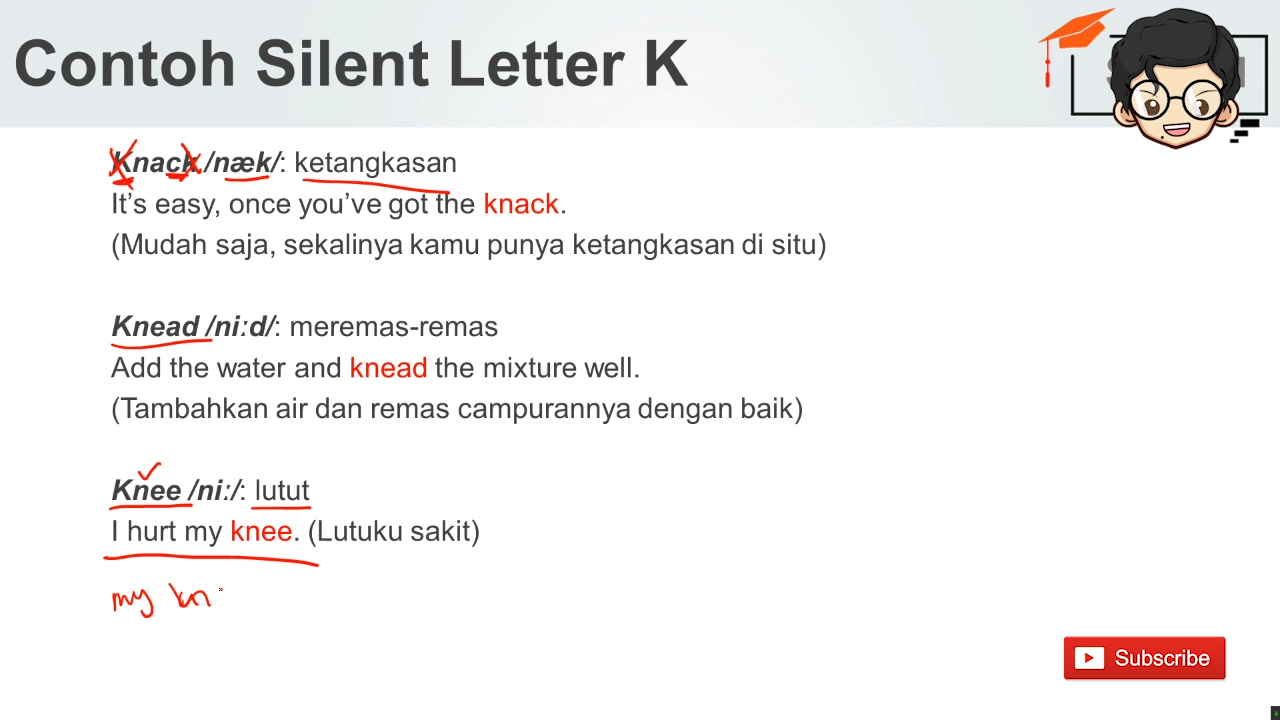 Contoh Silent Letter K
Knack /næk/: ketangkasan
It's easy, once you've got the knack.
(Mudah saja, sekalinya kamu punya ketangkasan di situ)
Knead /niːd/: meremas-remas
Add the water and knead the mixture well.
(Tambahkan air dan remas campurannya dengan baik)
Knee /niː/: lutut
I hurt my knee. (Lutuku sakit)
my kn
Subscribe